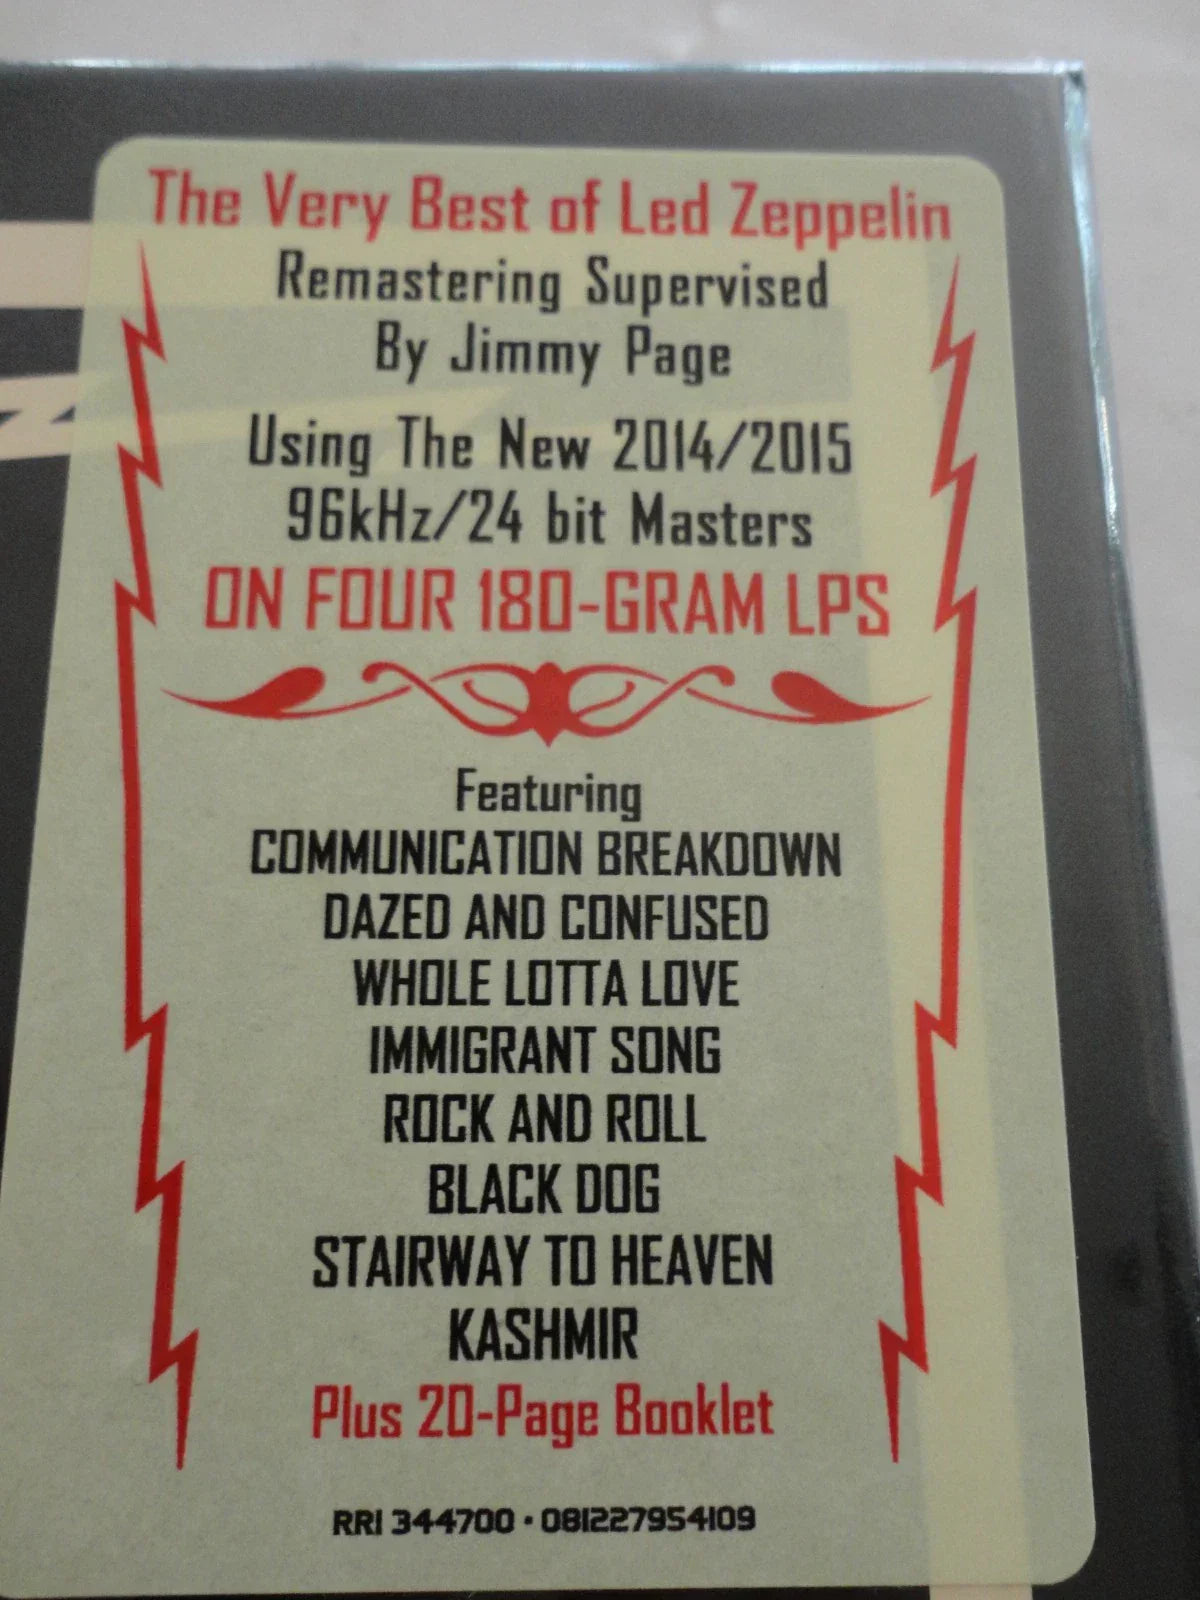 The Very Best of Led Zeppelin
Remastering Supervised
By Jimmy Page
Using The New 2014/2015
96kHz/24 bit Masters
ON FOUR 180-GRAM LPS
Featuring
COMMUNICATION BREAKDOWN
DAZED AND CONFUSED
WHOLE LOTTA LOVE
IMMIGRANT SONG
ROCK AND ROLL
BLACK DOG
STAIRWAY TO HEAVEN
KASHMIR
Plus 20-Page Booklet
RR1 344700 · 081227954109